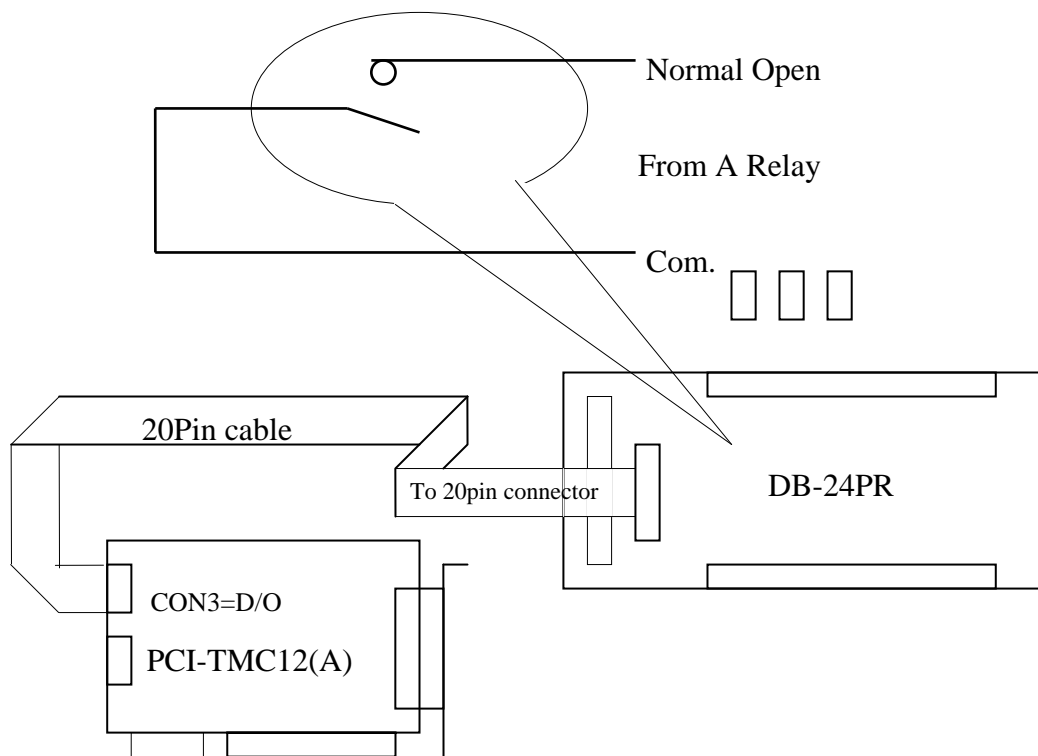 Normal Open
From A Relay
Com.
20Pin cable
To 20pin connector
DB-24PR
CON3=D/O
PCI-TMC12(A)